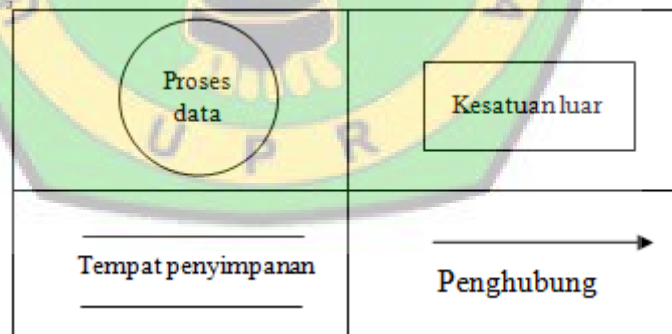 Proses
data
Kesatuan luar
U P R
Tempat penyimpanan
Penghubung